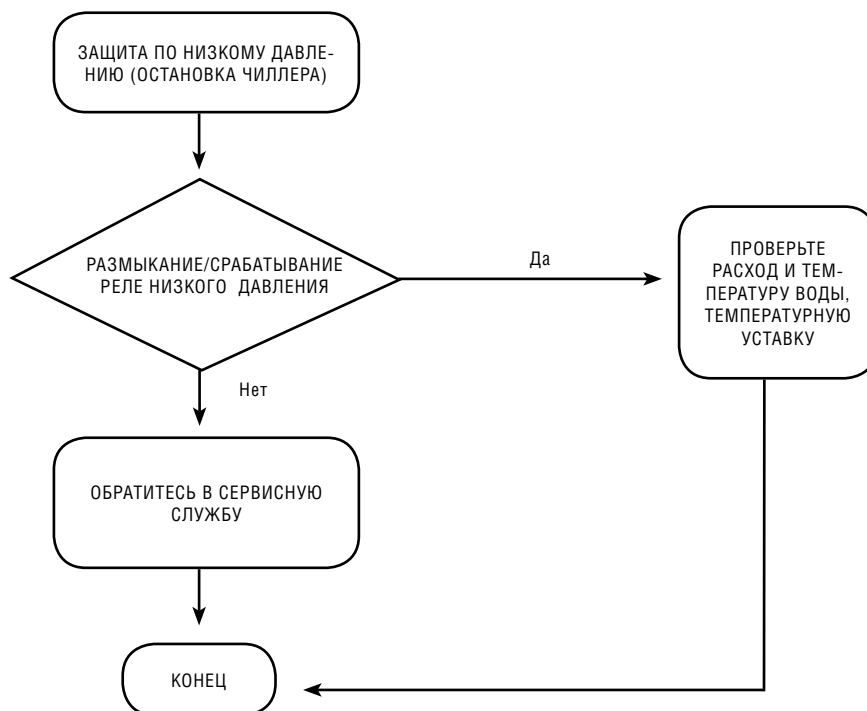 ЗАЩИТА ПО НИЗКОМУ ДАВЛЕ-
НИЮ (ОСТАНОВКА ЧИЛЛЕРА)
РАЗМЫКАНИЕ/СРАБАТЫВАНИЕ
РЕЛЕ НИЗКОГО ДАВЛЕНИЯ
Да
ПРОВЕРЬТЕ
РАСХОД И ТЕМ-
ПЕРАТУРУ ВОДЫ,
ТЕМПЕРАТУРНУЮ
УСТАВКУ
Нет
ОБРАТИТЕСЬ В СЕРВИСНУЮ
СЛУЖБУ
КОНЕЦ